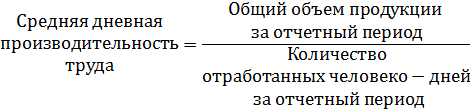 Средняя дневная
производительность
труда
=
Общий объем продукции
за отчетный период
Количество
отработанных человеко − дней
за отчетный период